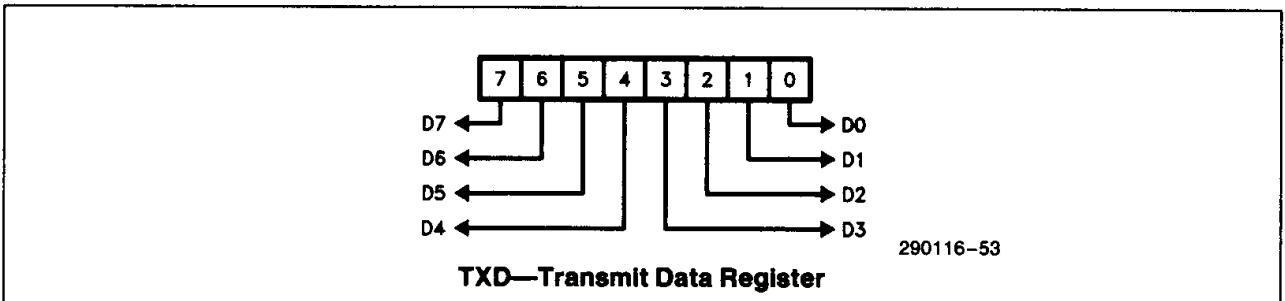 7 6 5 4 3 2 1 0
D7 D0
D6 D1
D5 D2
D4 D3
290116-53
TXD—Transmit Data Register